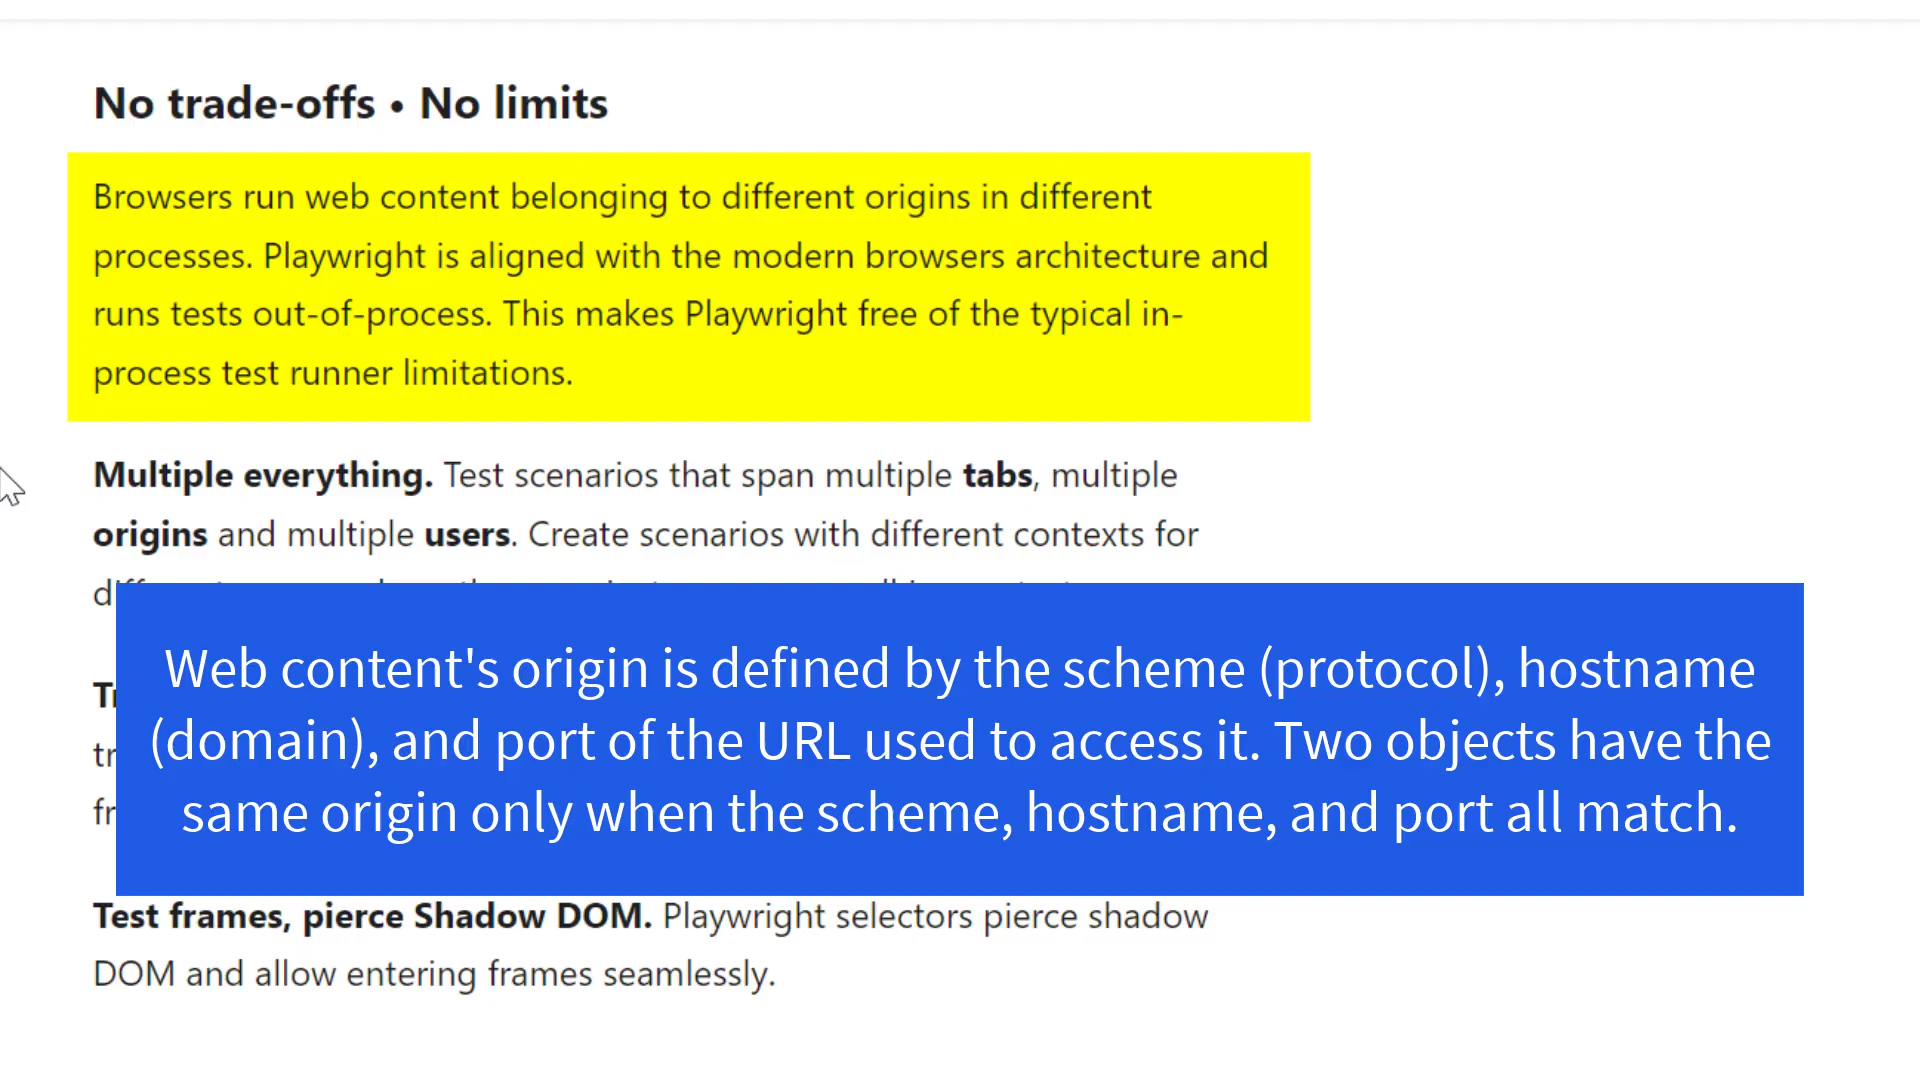 No trade-offs • No limits
Browsers run web content belonging to different origins in different
processes. Playwright is aligned with the modern browsers architecture and
runs tests out-of-process. This makes Playwright free of the typical in-
process test runner limitations.
Multiple everything. Test scenarios that span multiple tabs, multiple
origins and multiple users. Create scenarios with different contexts for
Web content's origin is defined by the scheme (protocol), hostname
(domain), and port of the URL used to access it. Two objects have the
same origin only when the scheme, hostname, and port all match.
Test frames, pierce Shadow DOM. Playwright selectors pierce shadow
DOM and allow entering frames seamlessly.